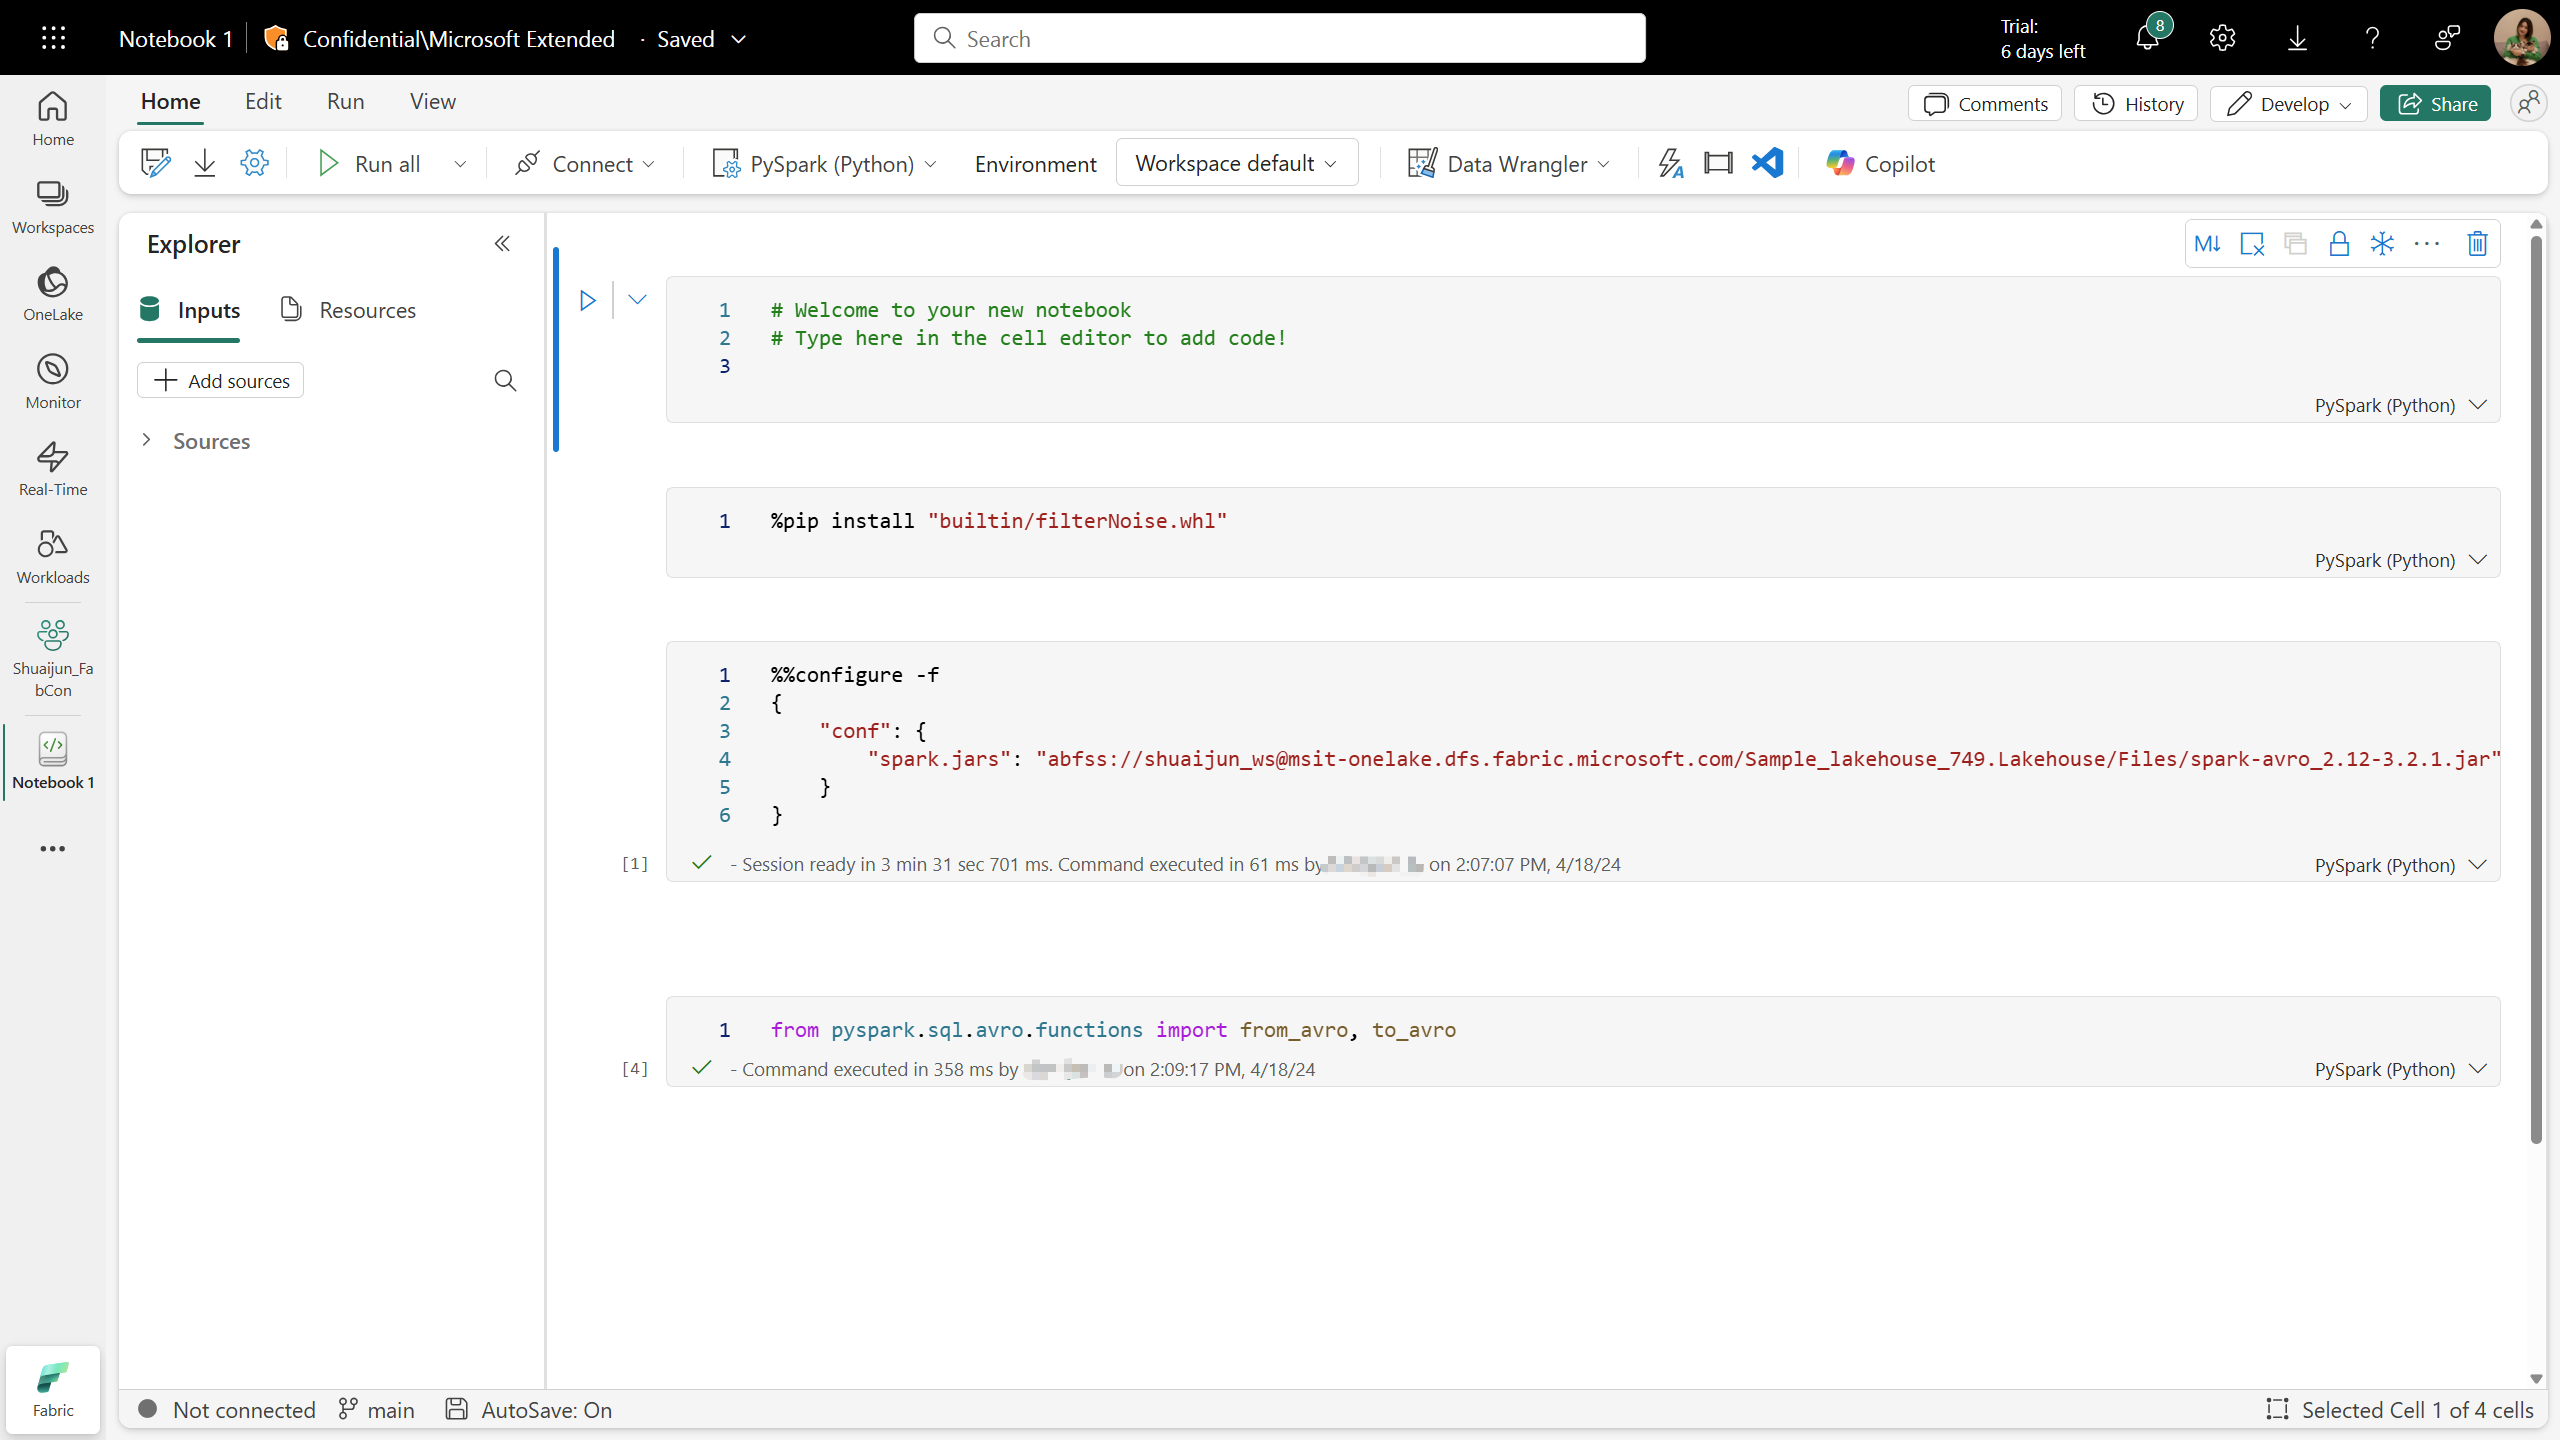 Notebook 1
Confidential\Microsoft Extended
· Saved
Search
Trial:
6 days left
8
Home
Edit
Run
View
Comments
History
Develop
Share
Run all
Connect
PySpark (Python)
Environment
Workspace default
Data Wrangler
Copilot
Home
Workspaces
OneLake
Monitor
Real-Time
Workloads
Shuaijun_Fa
bCon
Notebook 1
Fabric
Explorer
Inputs
Resources
Add sources
Sources
M↓
1 # Welcome to your new notebook
2 # Type here in the cell editor to add code!
3
PySpark (Python)
1 %pip install "builtin/filterNoise.whl"
PySpark (Python)
1 %%configure -f
2 {
3 "conf": {
4 "spark.jars": "abfss://shuaijun_ws@msit-onelake.dfs.fabric.microsoft.com/Sample_lakehouse_749.Lakehouse/Files/spark-avro_2.12-3.2.1.jar"
5 }
6 }
[1] - Session ready in 3 min 31 sec 701 ms. Command executed in 61 ms by on 2:07:07 PM, 4/18/24
PySpark (Python)
1 from pyspark.sql.avro.functions import from_avro, to_avro
[4] - Command executed in 358 ms by on 2:09:17 PM, 4/18/24
PySpark (Python)
Not connected
main
AutoSave: On
Selected Cell 1 of 4 cells